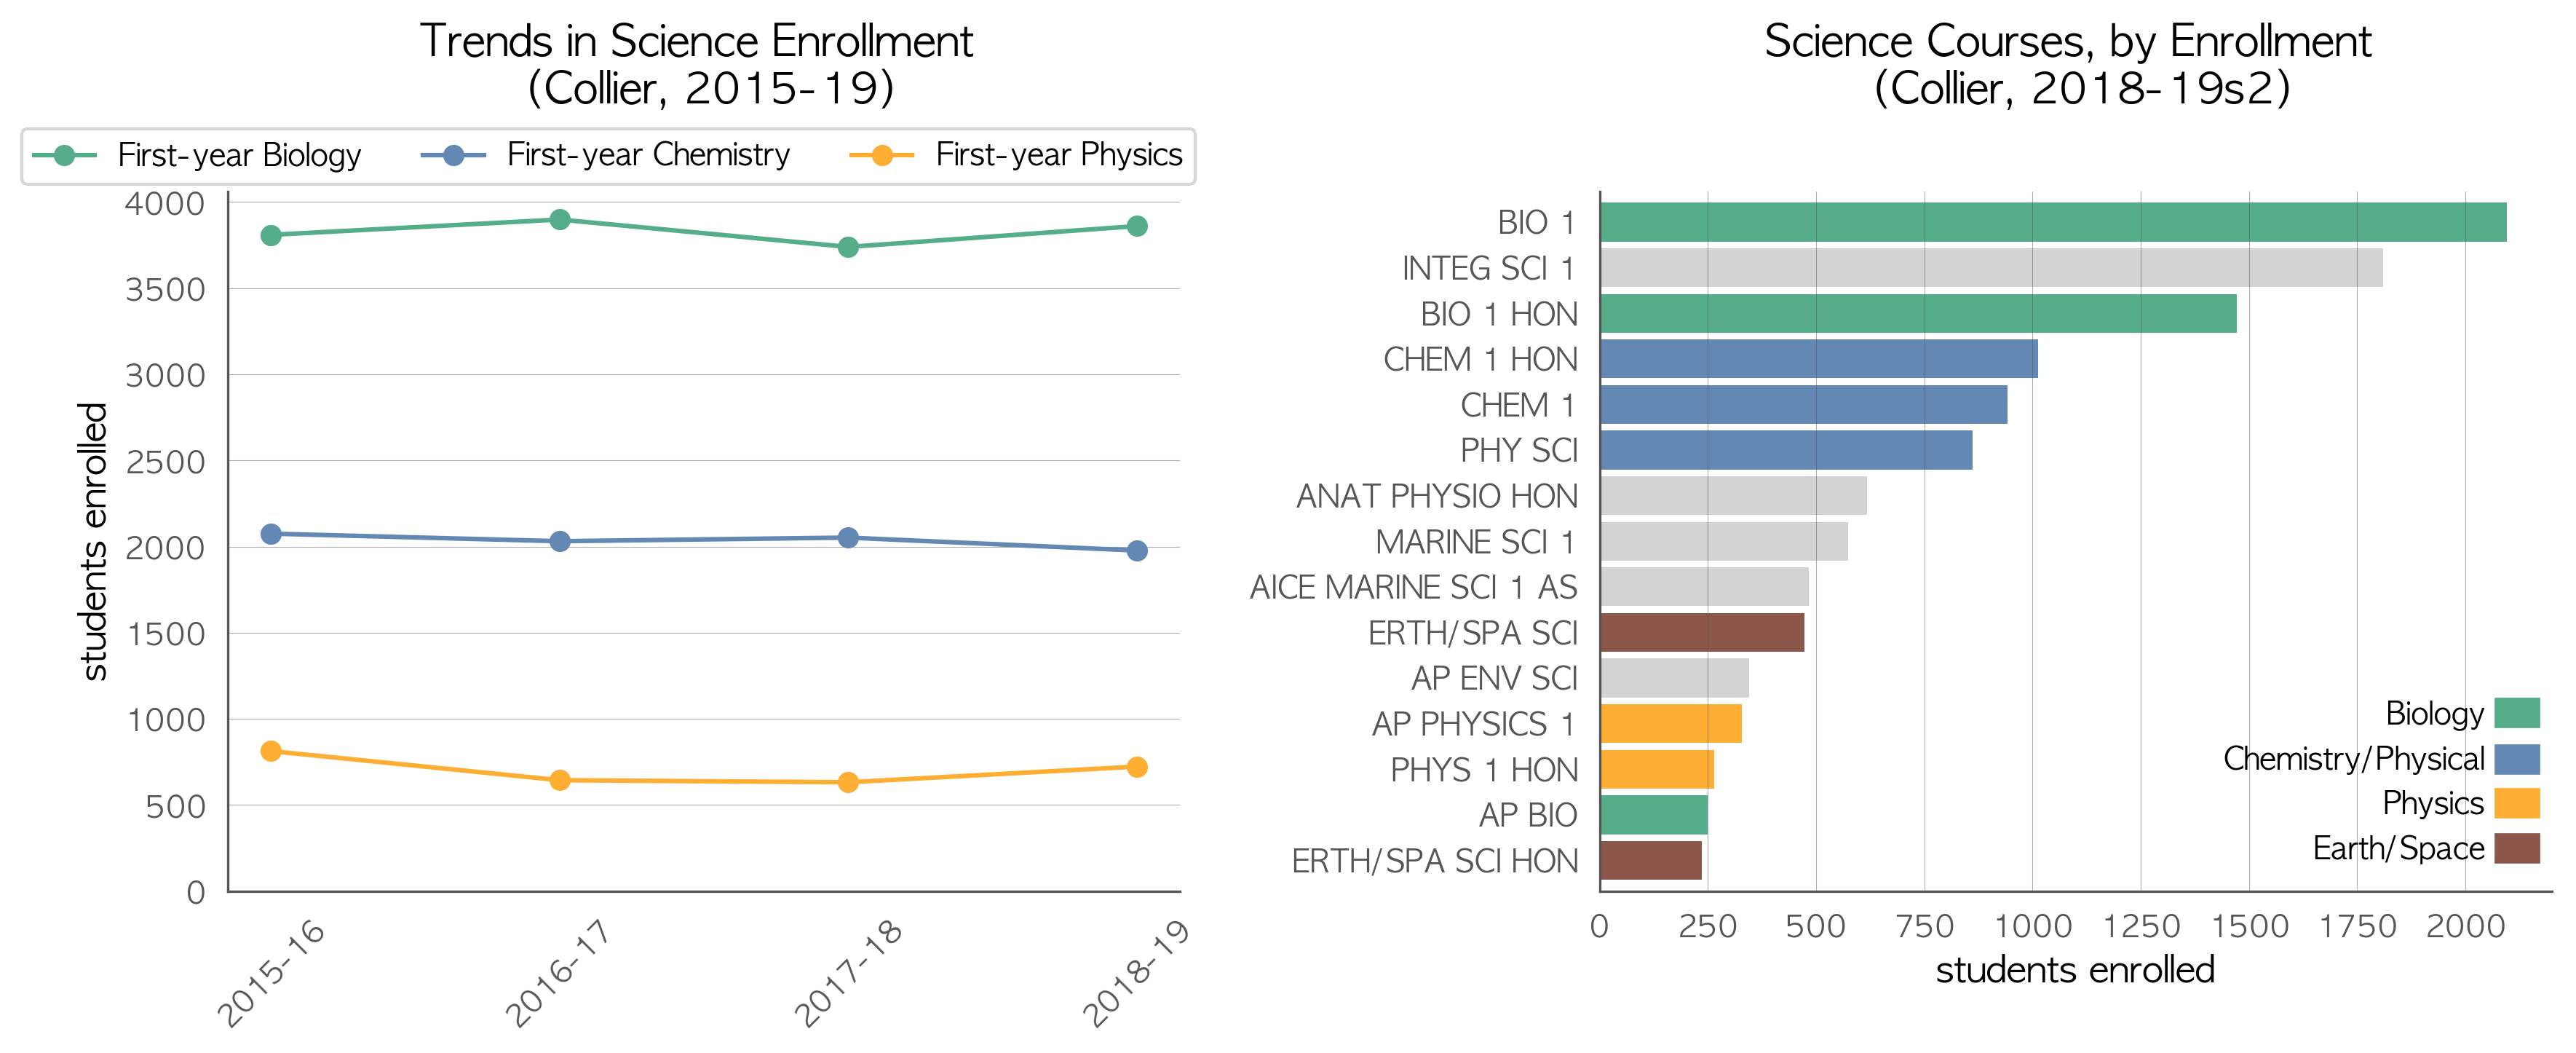 Trends in Science Enrollment
(Collier, 2015-19)
First-year Biology
First-year Chemistry
First-year Physics
4000
3500
3000
2500
2000
1500
1000
500
0
students enrolled
2015-16
2016-17
2017-18
2018-19
Science Courses, by Enrollment
(Collier, 2018-19s2)
BIO 1
INTEG SCI 1
BIO 1 HON
CHEM 1 HON
CHEM 1
PHY SCI
ANAT PHYSIO HON
MARINE SCI 1
AICE MARINE SCI 1 AS
ERTH/SPA SCI
AP ENV SCI
AP PHYSICS 1
PHYS 1 HON
AP BIO
ERTH/SPA SCI HON
Biology
Chemistry/Physical
Physics
Earth/Space
0 250 500 750 1000 1250 1500 1750 2000
students enrolled